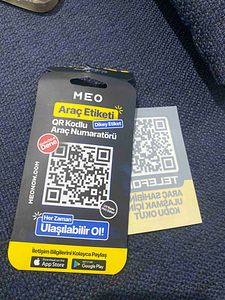 MEO
Araç Etiketi
QR Kodlu
Dikey Etiket
Araç Numaratörü
Dene!
MEONOW.COM
Her Zaman
Ulaşılabilir Ol!
İletişim Bilgilerini Kolayca Paylaş
App Store
Google Play
TELEFO
ARAÇ SAHİBİN
ULAŞMAK İÇİN
KODU OKUT